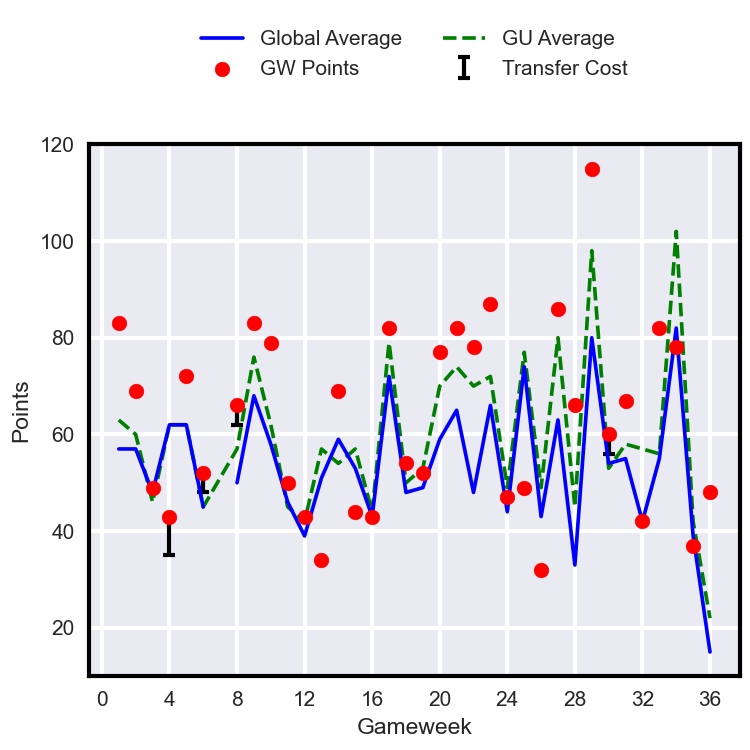 Global Average
GU Average
GW Points
Transfer Cost
120
100
80
60
40
20
Points
0 4 8 12 16 20 24 28 32 36
Gameweek